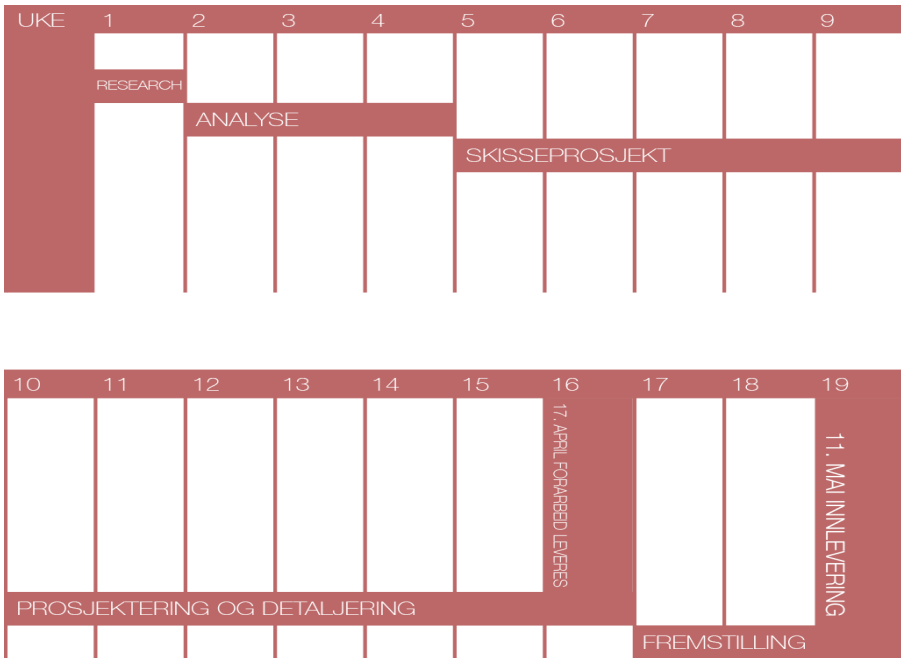 UKE 1 2 3 4 5 6 7 8 9
RESEARCH
ANALYSE
SKISSEPROSJEKT
10 11 12 13 14 15 16 17 18 19
17. APRIL FORARBEID LEVERES
11. MAI INNLEVERING
PROSJEKTERING OG DETALJERING
FREMSTILLING